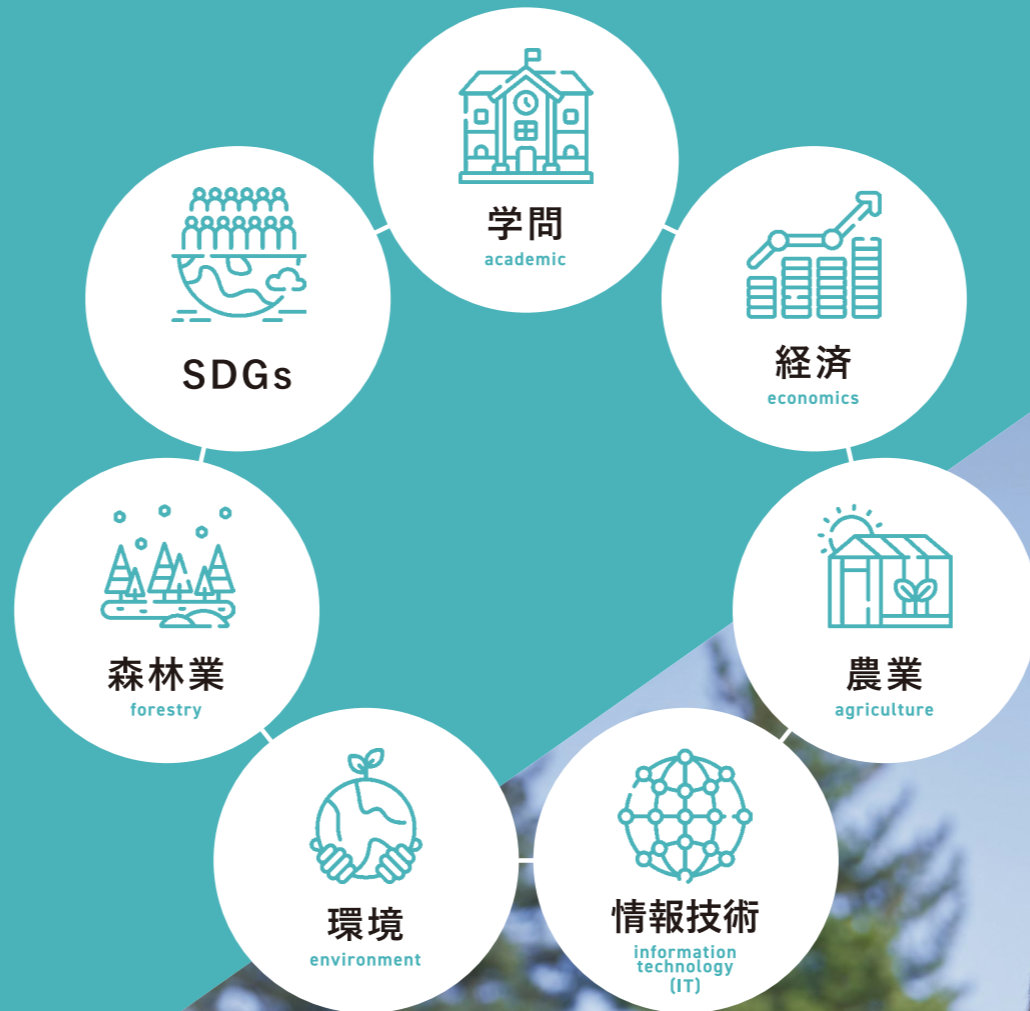 学問
academic
経済
economics
農業
agriculture
情報技術
information
technology
(IT)
環境
environment
森林業
forestry
SDGs